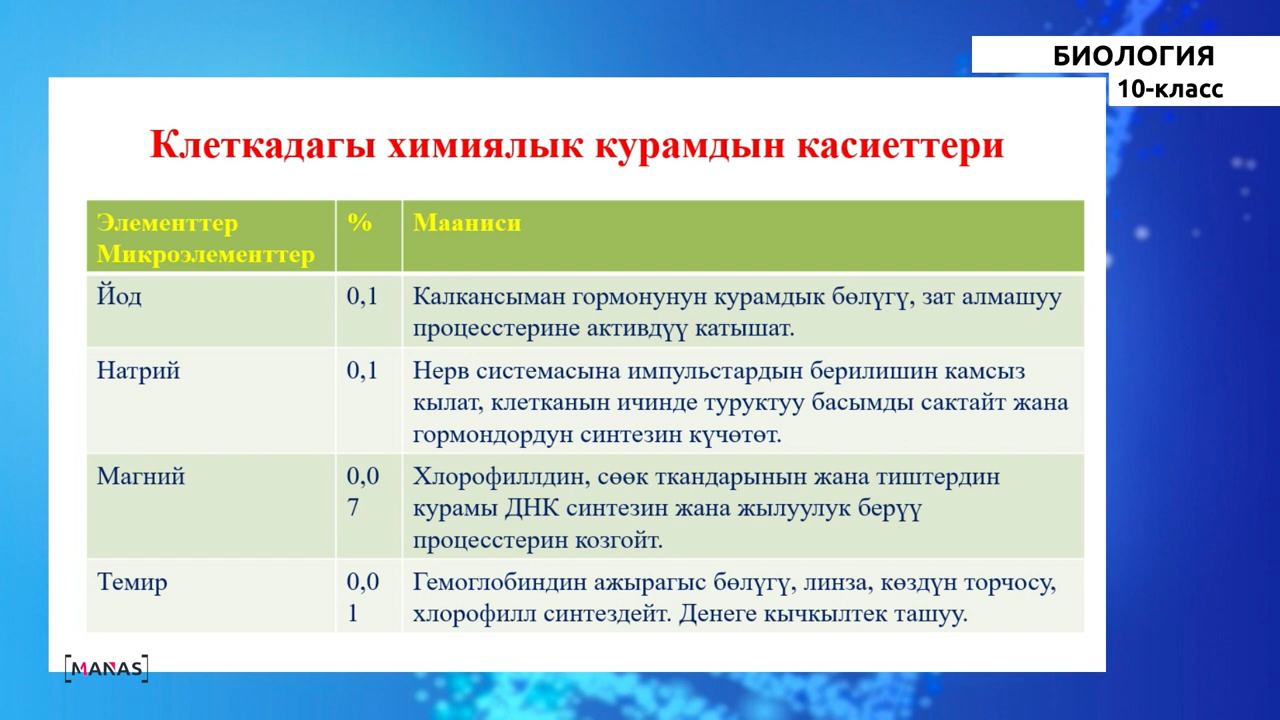 БИОЛОГИЯ
10-класс
Клеткадагы химиялык курамдын касиеттери
Элементтер
Микроэлементтер
%
Мааниси
Йод
0,1
Калкансыман гормонунун курамдык бөлүгү, зат алмашуу
процесстерине активдүү катышат.
Натрий
0,1
Нерв системасына импульстардын берилишин камсыз
кылат, клетканын ичинде туруктуу басымды сактайт жана
гормондордун синтезин күчөтөт.
Магний
0,0
7
Хлорофиллдин, сөөк ткандарынын жана тиштердин
курамы ДНК синтезин жана жылуулук берүү
процесстерин козгойт.
Темир
0,0
1
Гемоглобиндин ажырагыс бөлүгү, линза, көздүн торчосу,
хлорофилл синтездейт. Денеге кычкылтек ташуу.
MANAS